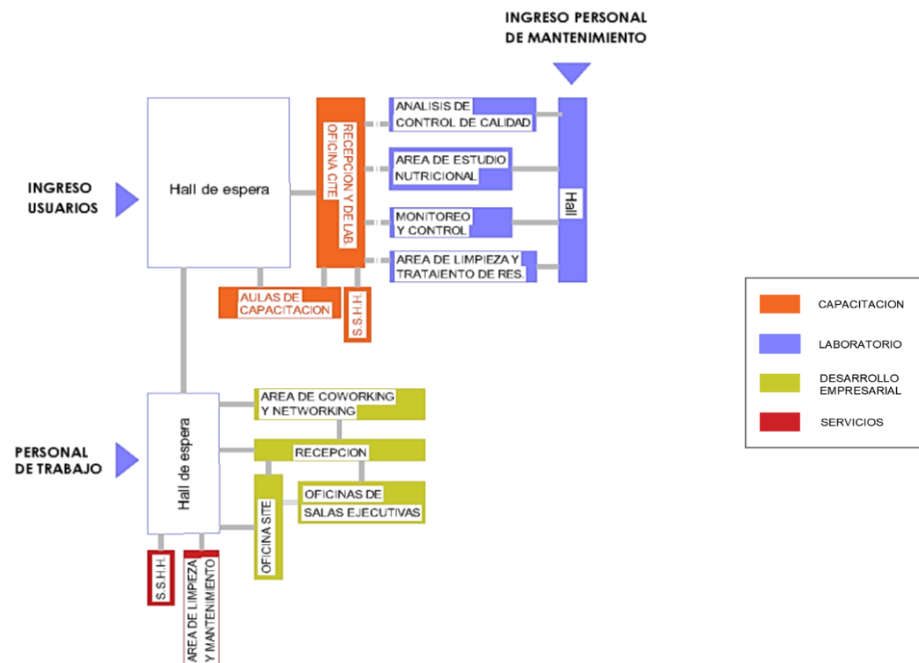 INGRESO PERSONAL
DE MANTENIMIENTO
INGRESO
USUARIOS
Hall de espera
RECEPCION Y DE LAB.
OFICINA CITE
ANALISIS DE
CONTROL DE CALIDAD
AREA DE ESTUDIO
NUTRICIONAL
MONITOREO
Y CONTROL
AREA DE LIMPIEZA Y
TRATAIENTO DE RES.
Hall
AULAS DE
CAPACITACION
S.S.H.H.
CAPACITACION
LABORATORIO
DESARROLLO
EMPRESARIAL
SERVICIOS
PERSONAL
DE TRABAJO
Hall de espera
AREA DE COWORKING
Y NETWORKING
RECEPCION
OFICINA SITE
OFICINAS DE
SALAS EJECUTIVAS
S.S.H.H.
AREA DE LIMPIEZA
Y MANTENIMIENTO